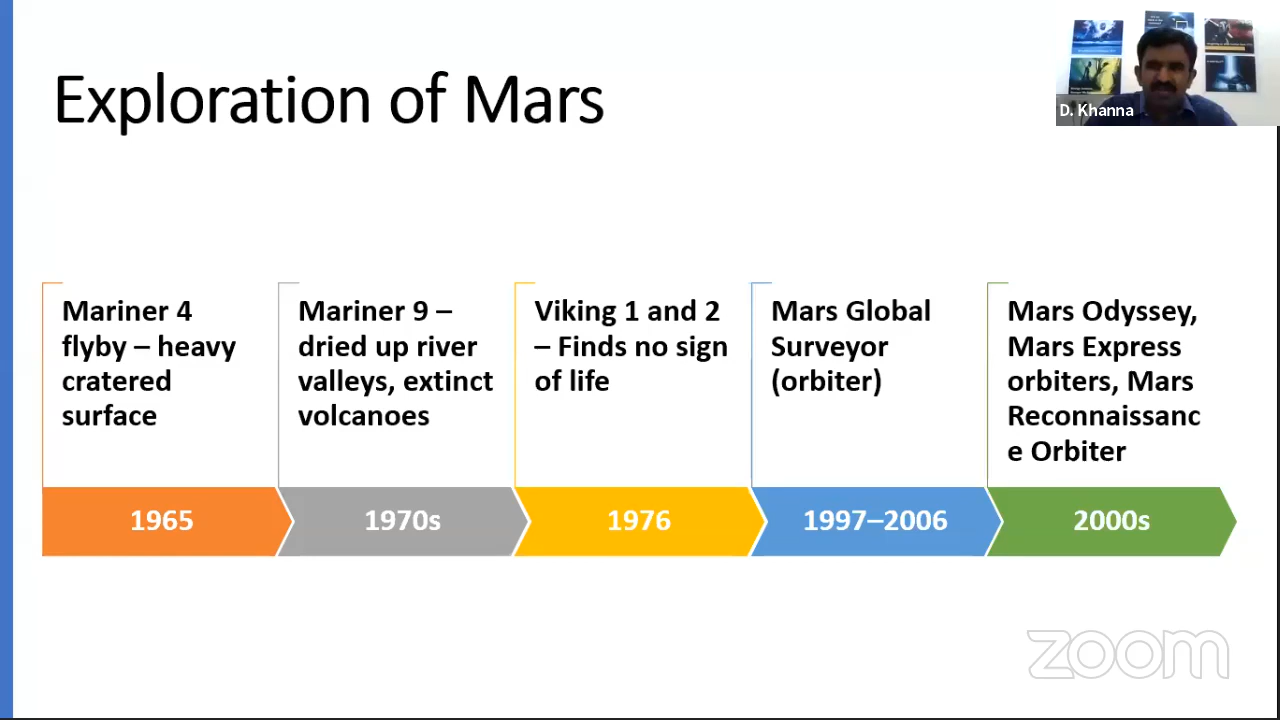 Exploration of Mars
D. Khanna
Mariner 4
flyby – heavy
cratered
surface
Mariner 9 –
dried up river
valleys, extinct
volcanoes
Viking 1 and 2
– Finds no sign
of life
Mars Global
Surveyor
(orbiter)
Mars Odyssey,
Mars Express
orbiters, Mars
Reconnaissanc
e Orbiter
1965
1970s
1976
1997–2006
2000s
zoom